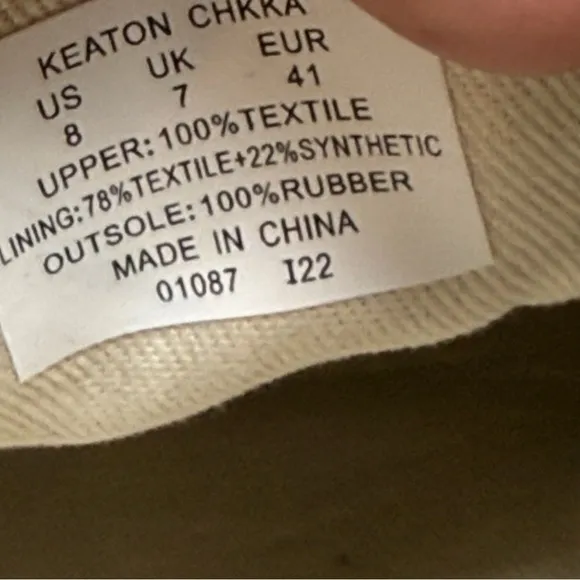 KEATON CHKKA
US UK EUR
8 7 41
UPPER:100%TEXTILE
LINING:78%TEXTILE+22%SYNTHETIC
OUTSOLE:100%RUBBER
MADE IN CHINA
01087 I22